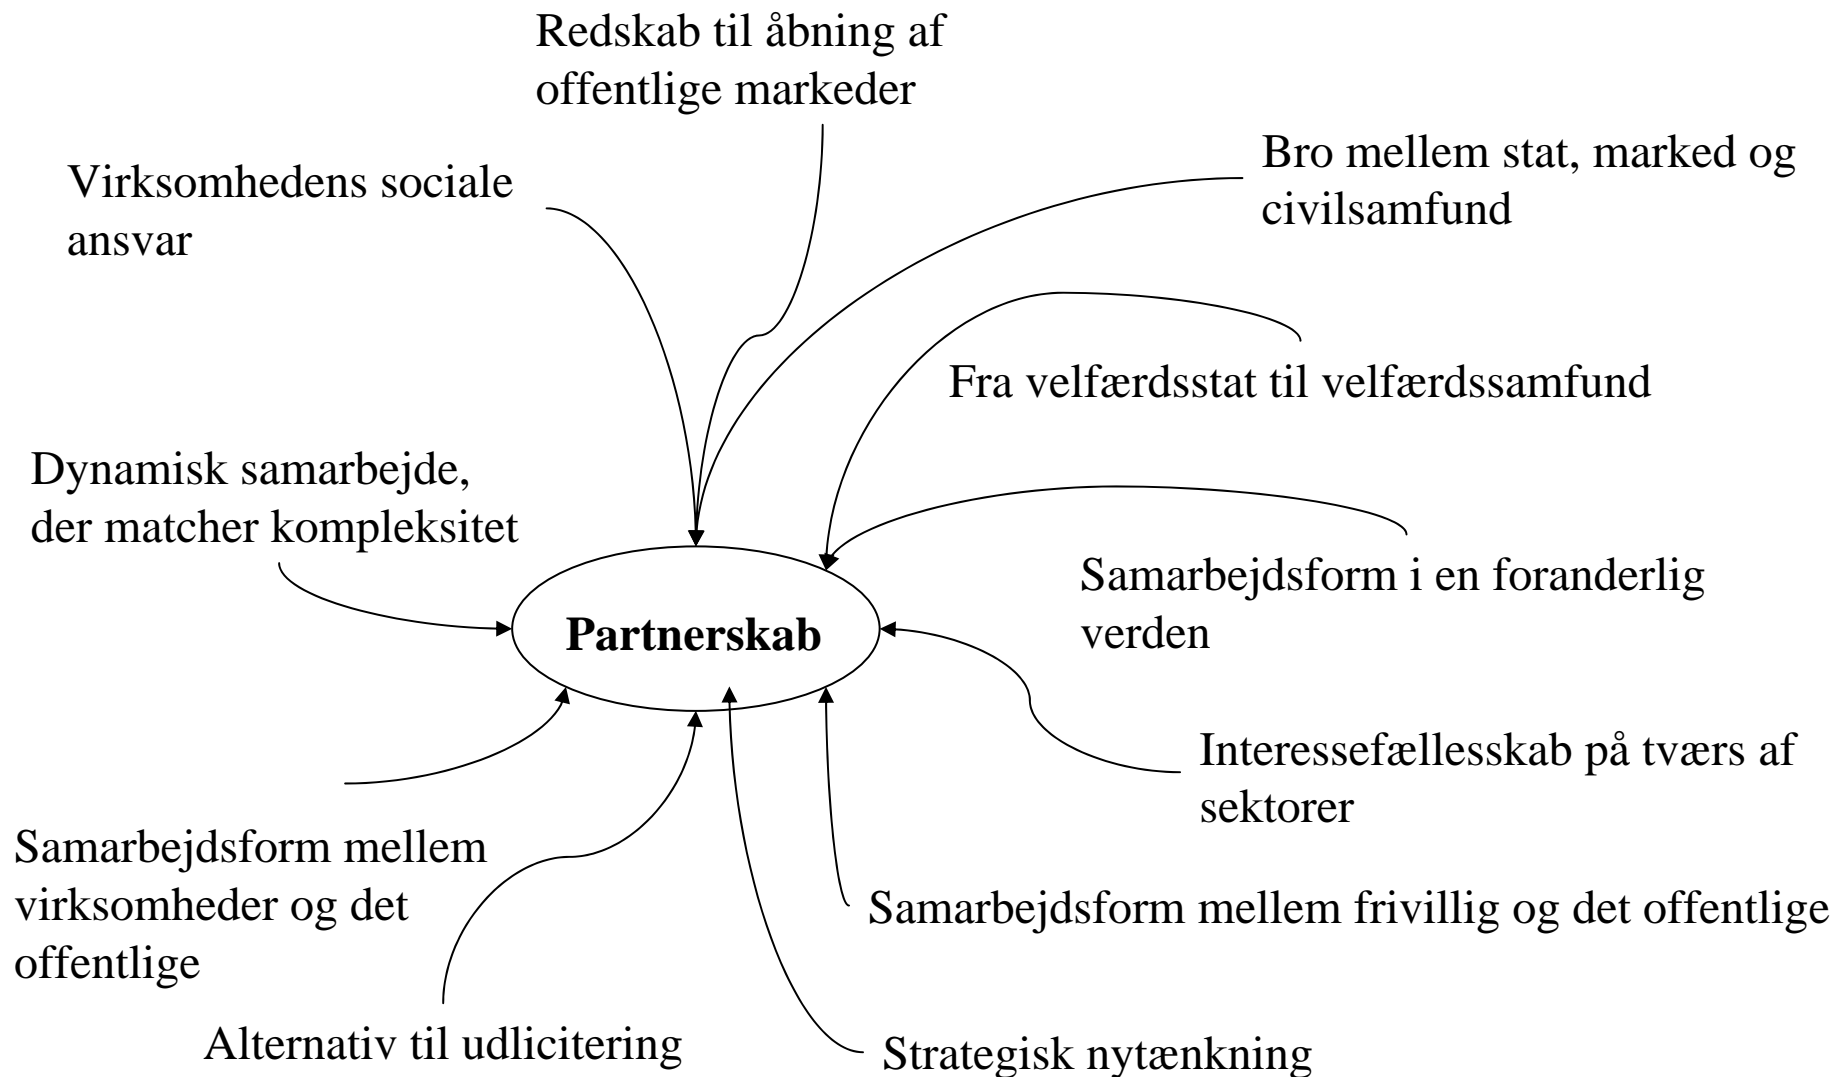 Redskab til åbning af
offentlige markeder
Bro mellem stat, marked og
civilsamfund
Virksomhedens sociale
ansvar
Fra velfærdsstat til velfærdssamfund
Dynamisk samarbejde,
der matcher kompleksitet
Samarbejdsform i en foranderlig
verden
Partnerskab
Interessefællesskab på tværs af
sektorer
Samarbejdsform mellem
virksomheder og det
offentlige
Samarbejdsform mellem frivillig og det offentlige
Alternativ til udlicitering
Strategisk nytænkning